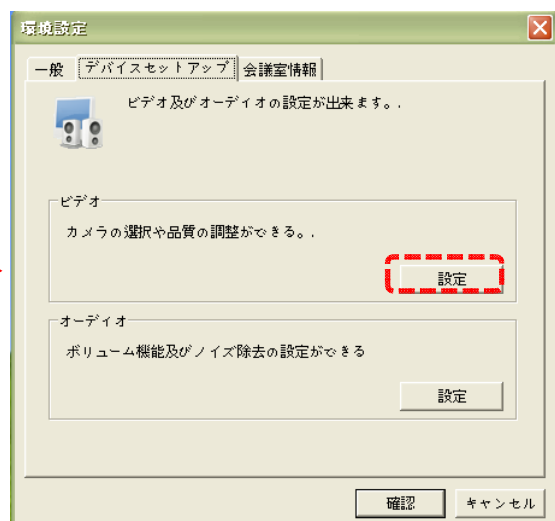 環境設定
一般 デバイスセットアップ 会議室情報
ビデオ及びオーディオの設定が出来ます。.
ビデオ
カメラの選択や品質の調整ができる。.
設定
オーディオ
ボリューム機能及びノイズ除去の設定ができる
設定
確認 キャンセル